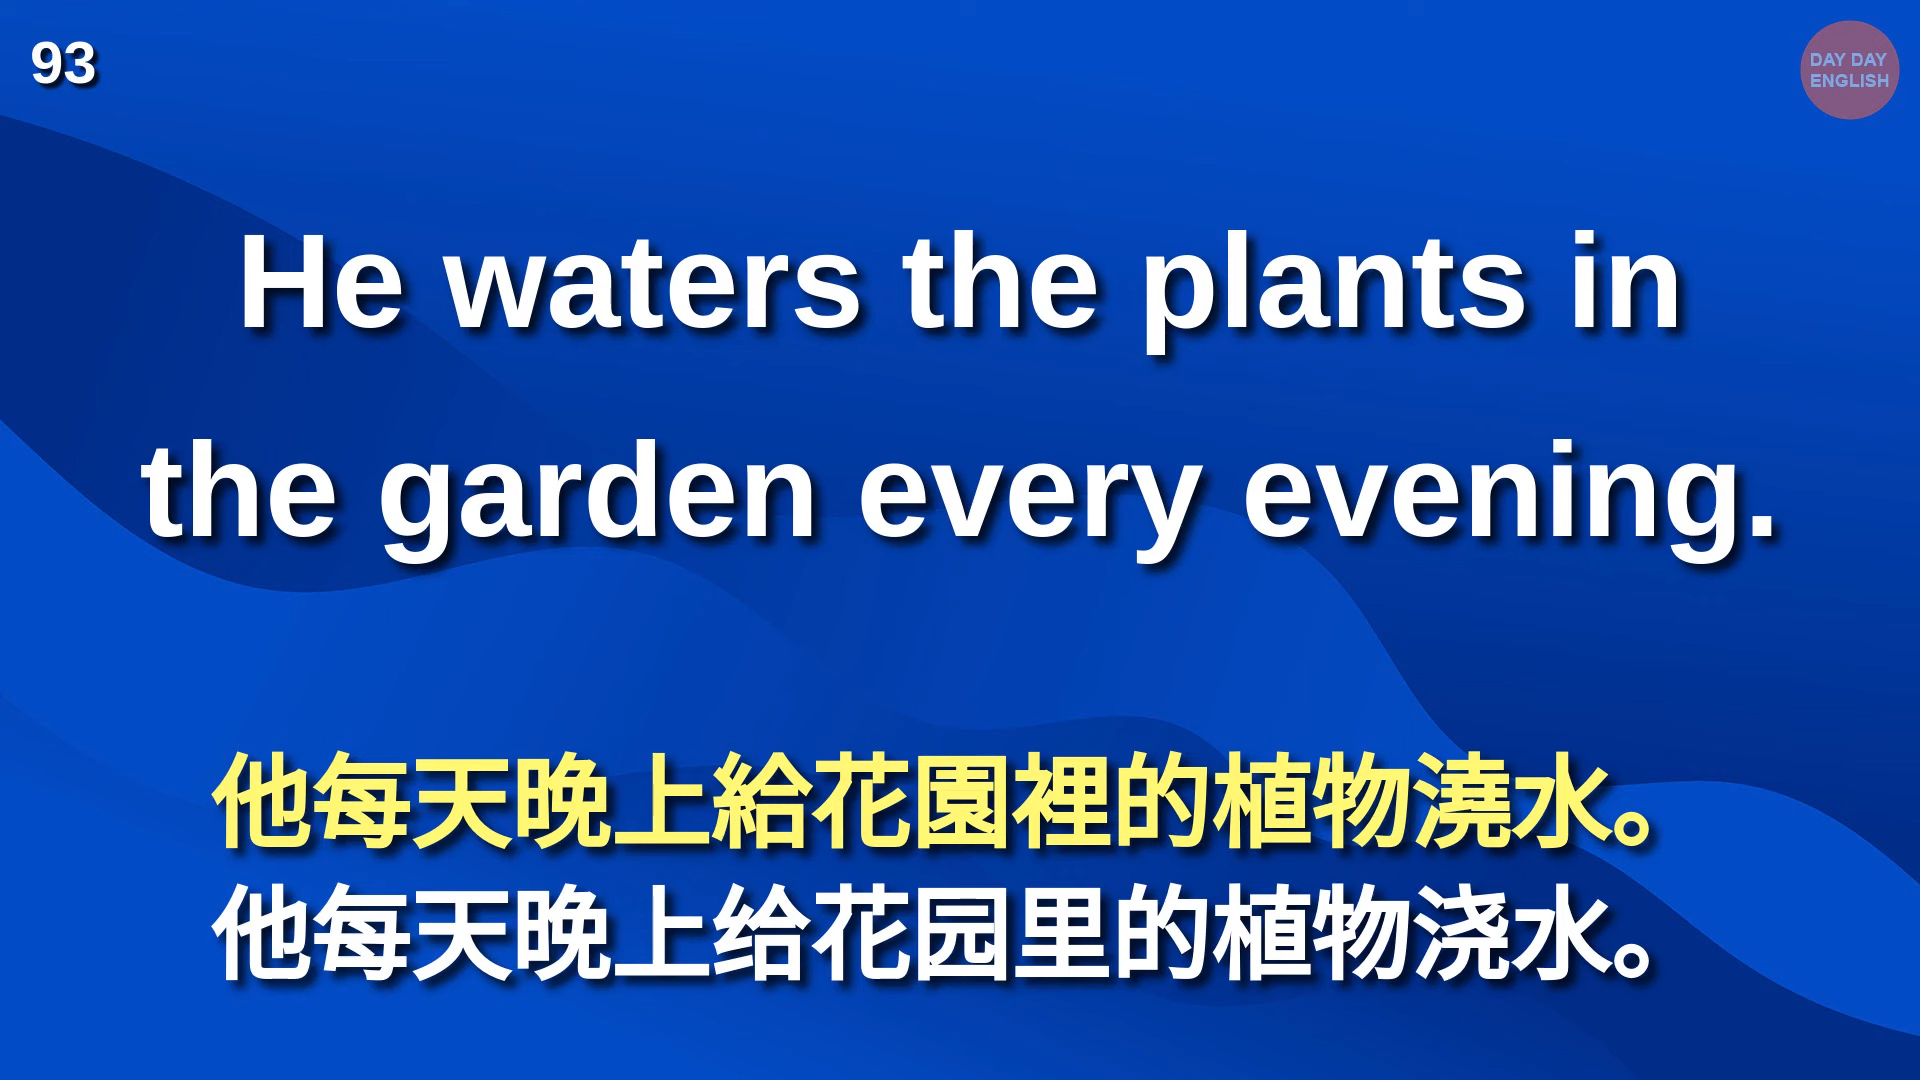 93
DAY DAY
ENGLISH
He waters the plants in
the garden every evening.
他每天晚上給花園裡的植物澆水。
他每天晚上给花园里的植物浇水。